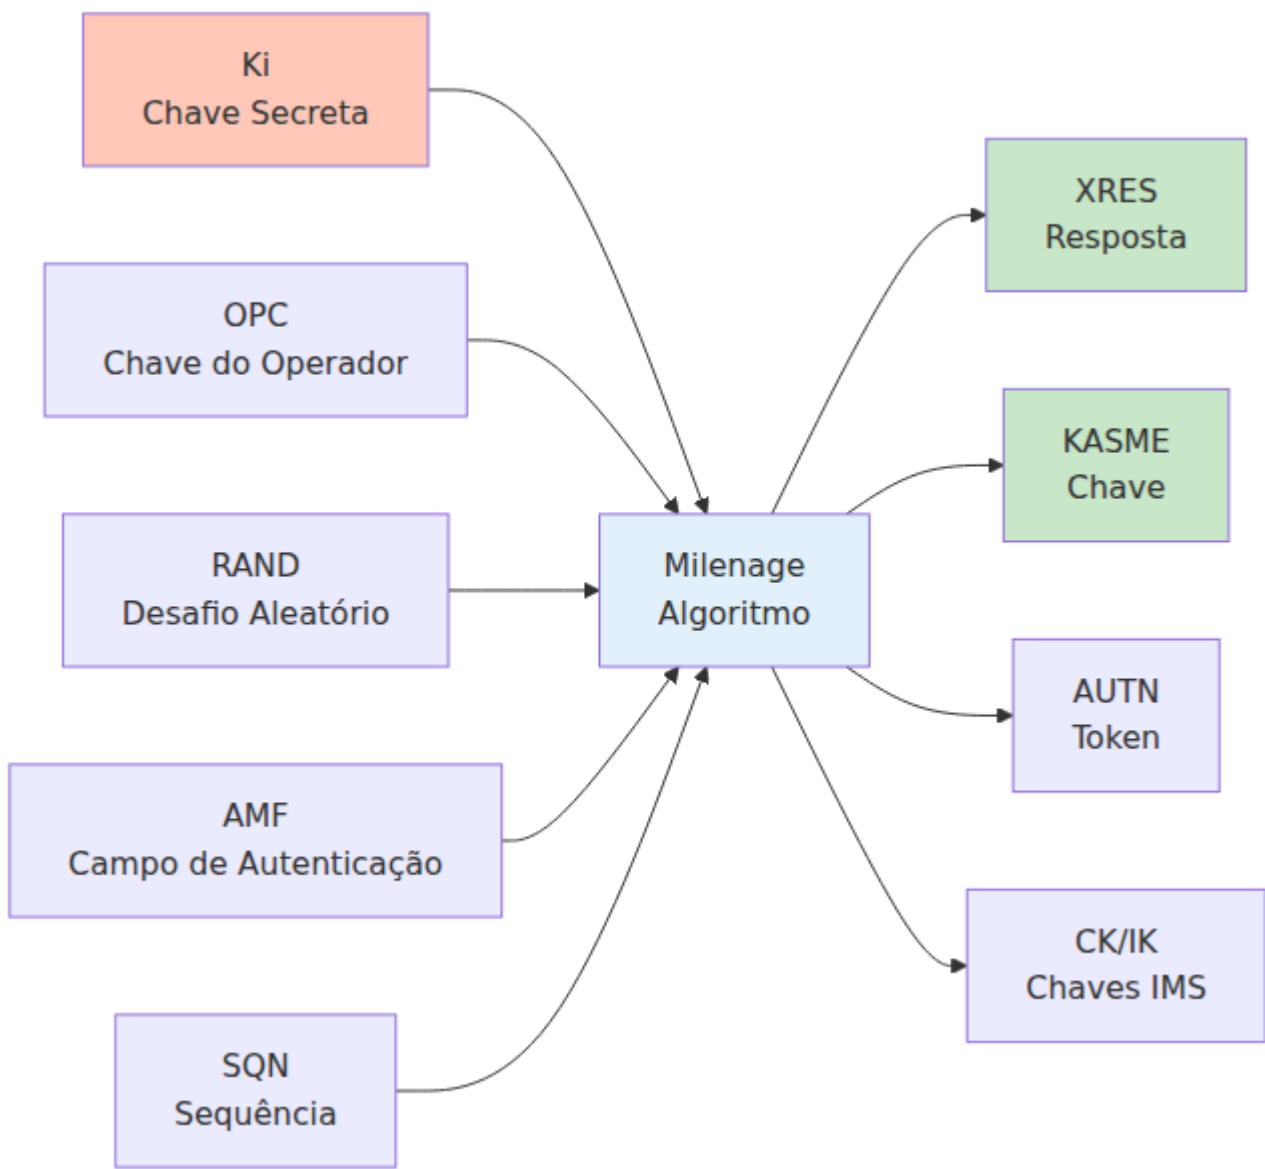 Ki
Chave Secreta
OPC
Chave do Operador
RAND
Desafio Aleatório
AMF
Campo de Autenticação
SQN
Sequência
Milenage
Algoritmo
XRES
Resposta
KASME
Chave
AUTN
Token
CK/IK
Chaves IMS